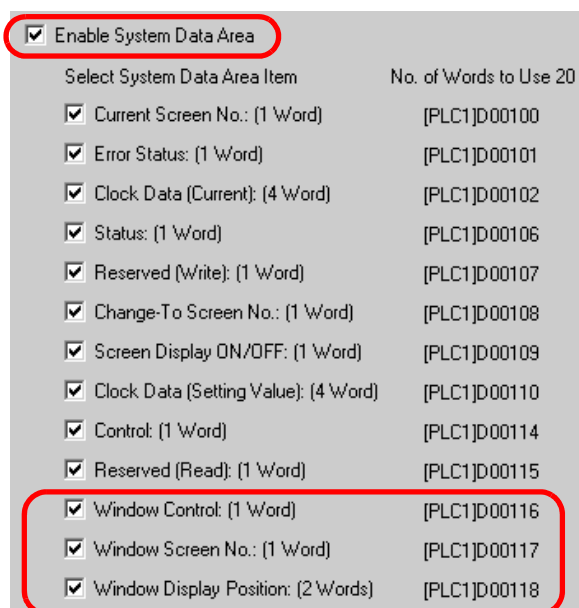 Enable System Data Area
Select System Data Area Item No. of Words to Use 20
Current Screen No.: (1 Word) [PLC1]D00100
Error Status: (1 Word) [PLC1]D00101
Clock Data (Current): (4 Word) [PLC1]D00102
Status: (1 Word) [PLC1]D00106
Reserved (Write): (1 Word) [PLC1]D00107
Change-To Screen No.: (1 Word) [PLC1]D00108
Screen Display ON/OFF: (1 Word) [PLC1]D00109
Clock Data (Setting Value): (4 Word) [PLC1]D00110
Control: (1 Word) [PLC1]D00114
Reserved (Read): (1 Word) [PLC1]D00115
Window Control: (1 Word) [PLC1]D00116
Window Screen No.: (1 Word) [PLC1]D00117
Window Display Position: (2 Words) [PLC1]D00118